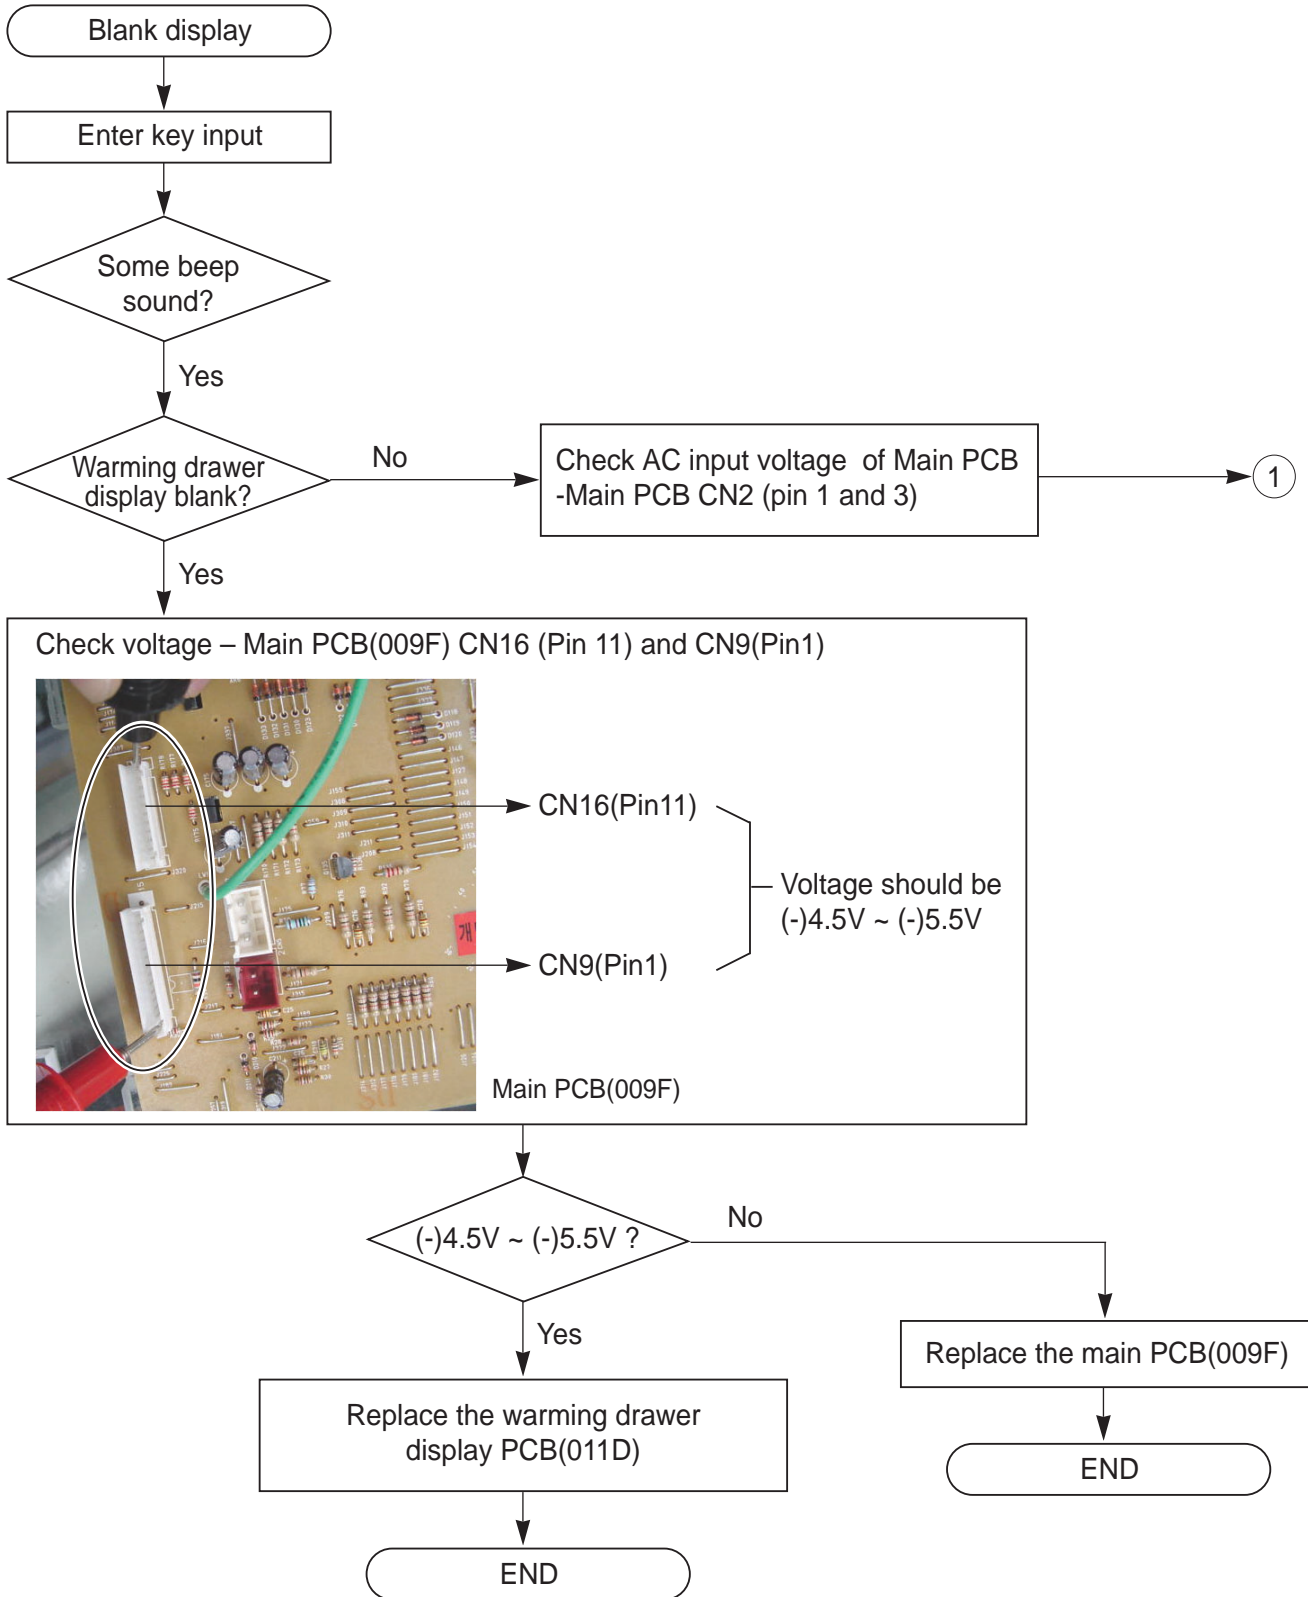 Blank display
Enter key input
Some beep
sound?
Yes
Warming drawer
display blank?
No
Check AC input voltage of Main PCB
-Main PCB CN2 (pin 1 and 3)
1
Yes
Check voltage – Main PCB(009F) CN16 (Pin 11) and CN9(Pin1)
CN16(Pin11)
Voltage should be
(-)4.5V ~ (-)5.5V
CN9(Pin1)
Main PCB(009F)
(-)4.5V ~ (-)5.5V ?
No
Yes
Replace the main PCB(009F)
Replace the warming drawer
display PCB(011D)
END
END